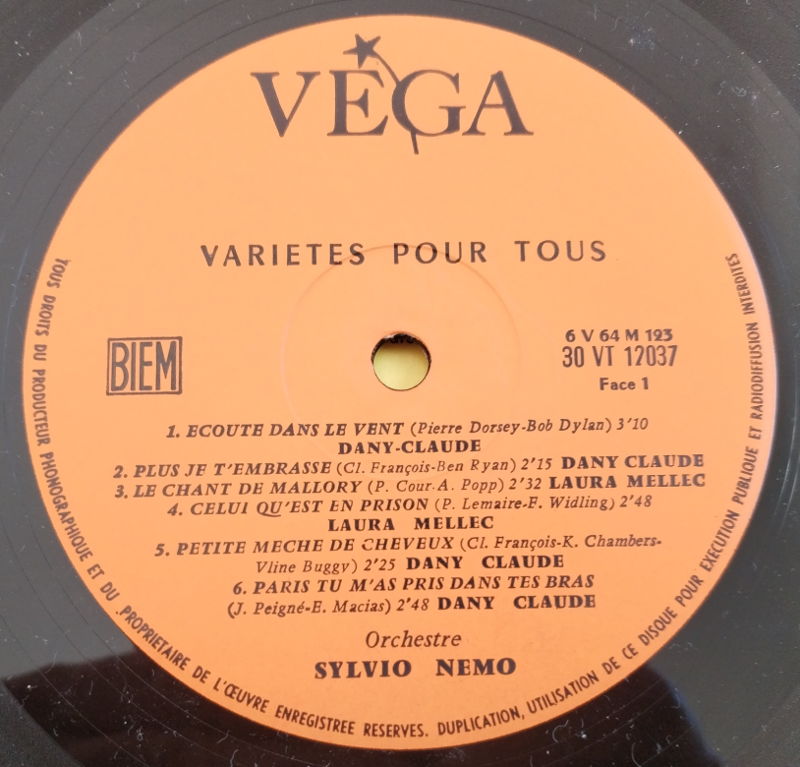 VÉGA
VARIETES POUR TOUS
BIEM
6 V 64 M 193
30 VT 12037
Face 1
1. ECOUTE DANS LE VENT (Pierre Dorsey-Bob Dylan) 3'10
DANY-CLAUDE
2. PLUS JE T'EMBRASSE (Cl. François-Ben Ryan) 2'15 DANY CLAUDE
3. LE CHANT DE MALLORY (P. Cour-A. Popp) 2'32 LAURA MELLEC
4. CELUI QU'EST EN PRISON (P. Lemaire-F. Widling) 2'48
LAURA MELLEC
5. PETITE MECHE DE CHEVEUX (Cl. François-K. Chambers-
Vline Buggy) 2'25 DANY CLAUDE
6. PARIS TU M'AS PRIS DANS TES BRAS
(J. Peigné-E. Macias) 2'48 DANY CLAUDE
Orchestre
SYLVIO NEMO
TOUS DROITS DU PRODUCTEUR PHONOGRAPHIQUE ET DU PROPRIETAIRE DE L'ŒUVRE ENREGISTREE RESERVES. DUPLICATION, UTILISATION DE CE DISQUE POUR EXECUTION PUBLIQUE ET RADIODIFFUSION INTERDITES